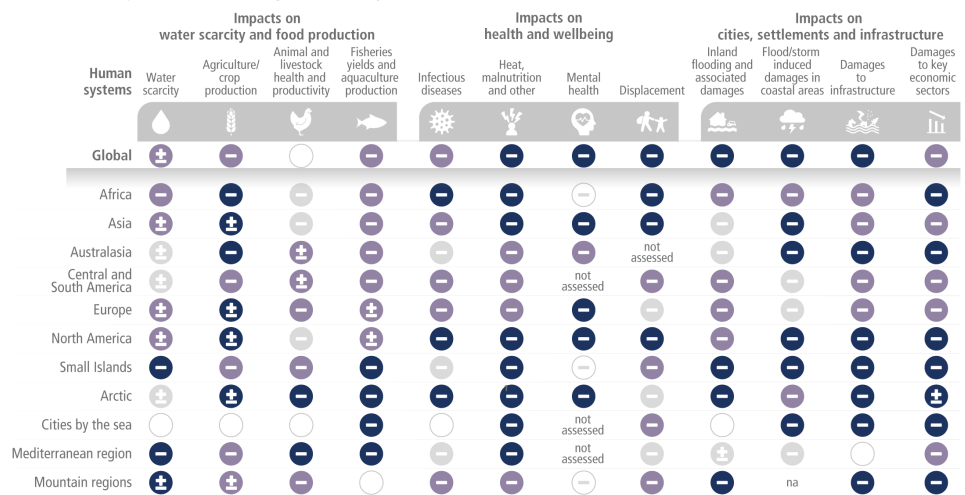 Impacts on
water scarcity and food production
Impacts on
health and wellbeing
Impacts on
cities, settlements and infrastructure
Human
systems
Water
scarcity
Agriculture/
crop
production
Animal and
livestock
health and
productivity
Fisheries
yields and
aquaculture
production
Infectious
diseases
Heat,
malnutrition
and other
Mental
health
Displacement
Inland
flooding and
associated
damages
Flood/storm
induced
damages in
coastal areas
Damages
to
infrastructure
Damages
to key
economic
sectors
Global ± − − − − − − − − − −
Africa − − − − − − − − − − − −
Asia ± ± − − − − − − − − − −
Australasia ± − ± − − − − not assessed − − − −
Central and
South America ± − ± − − − not assessed − − − − −
Europe ± ± − ± − − − − − − − −
North America ± ± − ± − − − − − − − −
Small Islands − − − − − − − − − − − −
Arctic ± ± − − − − − − − − − ±
Cities by the sea − − not assessed − − − −
Mediterranean region − − − − − − not assessed − ± − −
Mountain regions ± ± − − − − − − na − −